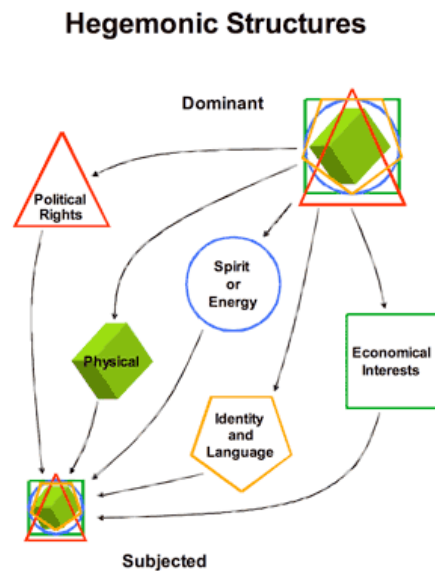 Hegemonic Structures
Dominant
Political
Rights
Spirit
or
Energy
Physical
Economical
Interests
Identity
and
Language
Subjected